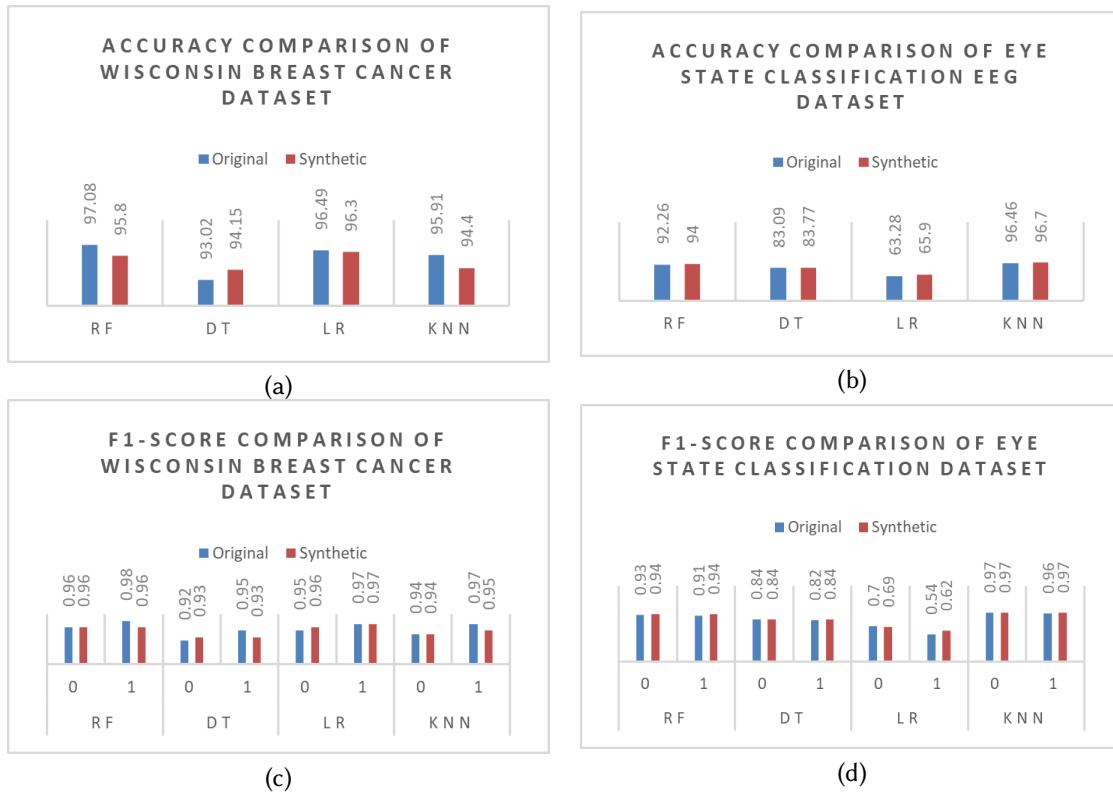 ACCURACY COMPARISON OF
WISCONSIN BREAST CANCER
DATASET
Original Synthetic
97.08 95.8 93.02 94.15 96.49 96.3 95.91 94.4
RF DT LR KNN
(a)
ACCURACY COMPARISON OF EYE
STATE CLASSIFICATION EEG
DATASET
Original Synthetic
92.26 94 83.09 83.77 63.28 65.9 96.46 96.7
RF DT LR KNN
(b)
F1-SCORE COMPARISON OF
WISCONSIN BREAST CANCER
DATASET
Original Synthetic
0.96 0.96 0.98 0.96 0.92 0.93 0.95 0.93 0.95 0.96 0.97 0.97 0.94 0.94 0.97 0.95
0 1 0 1 0 1 0 1
RF DT LR KNN
(c)
F1-SCORE COMPARISON OF EYE
STATE CLASSIFICATION DATASET
Original Synthetic
0.93 0.94 0.91 0.94 0.84 0.84 0.82 0.84 0.7 0.69 0.54 0.62 0.97 0.97 0.96 0.97
0 1 0 1 0 1 0 1
RF DT LR KNN
(d)